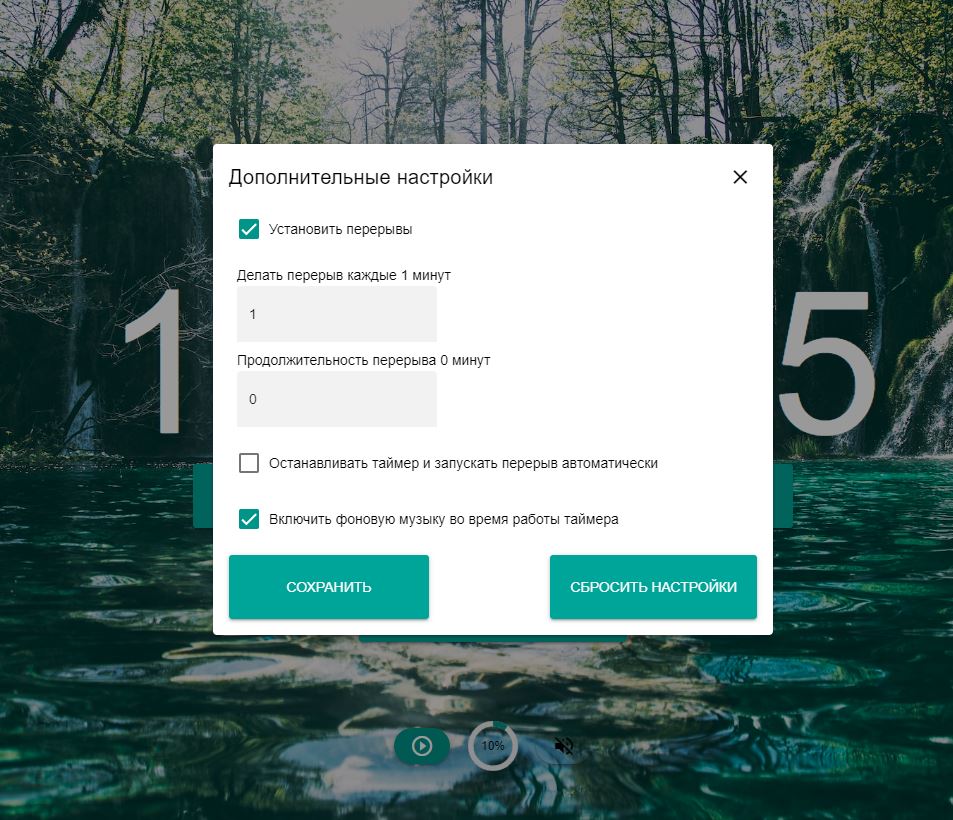 Дополнительные настройки
Установить перерывы
Делать перерыв каждые 1 минут
1
Продолжительность перерыва 0 минут
0
1 5
Останавливать таймер и запускать перерыв автоматически
Включить фоновую музыку во время работы таймера
СОХРАНИТЬ СБРОСИТЬ НАСТРОЙКИ
10%